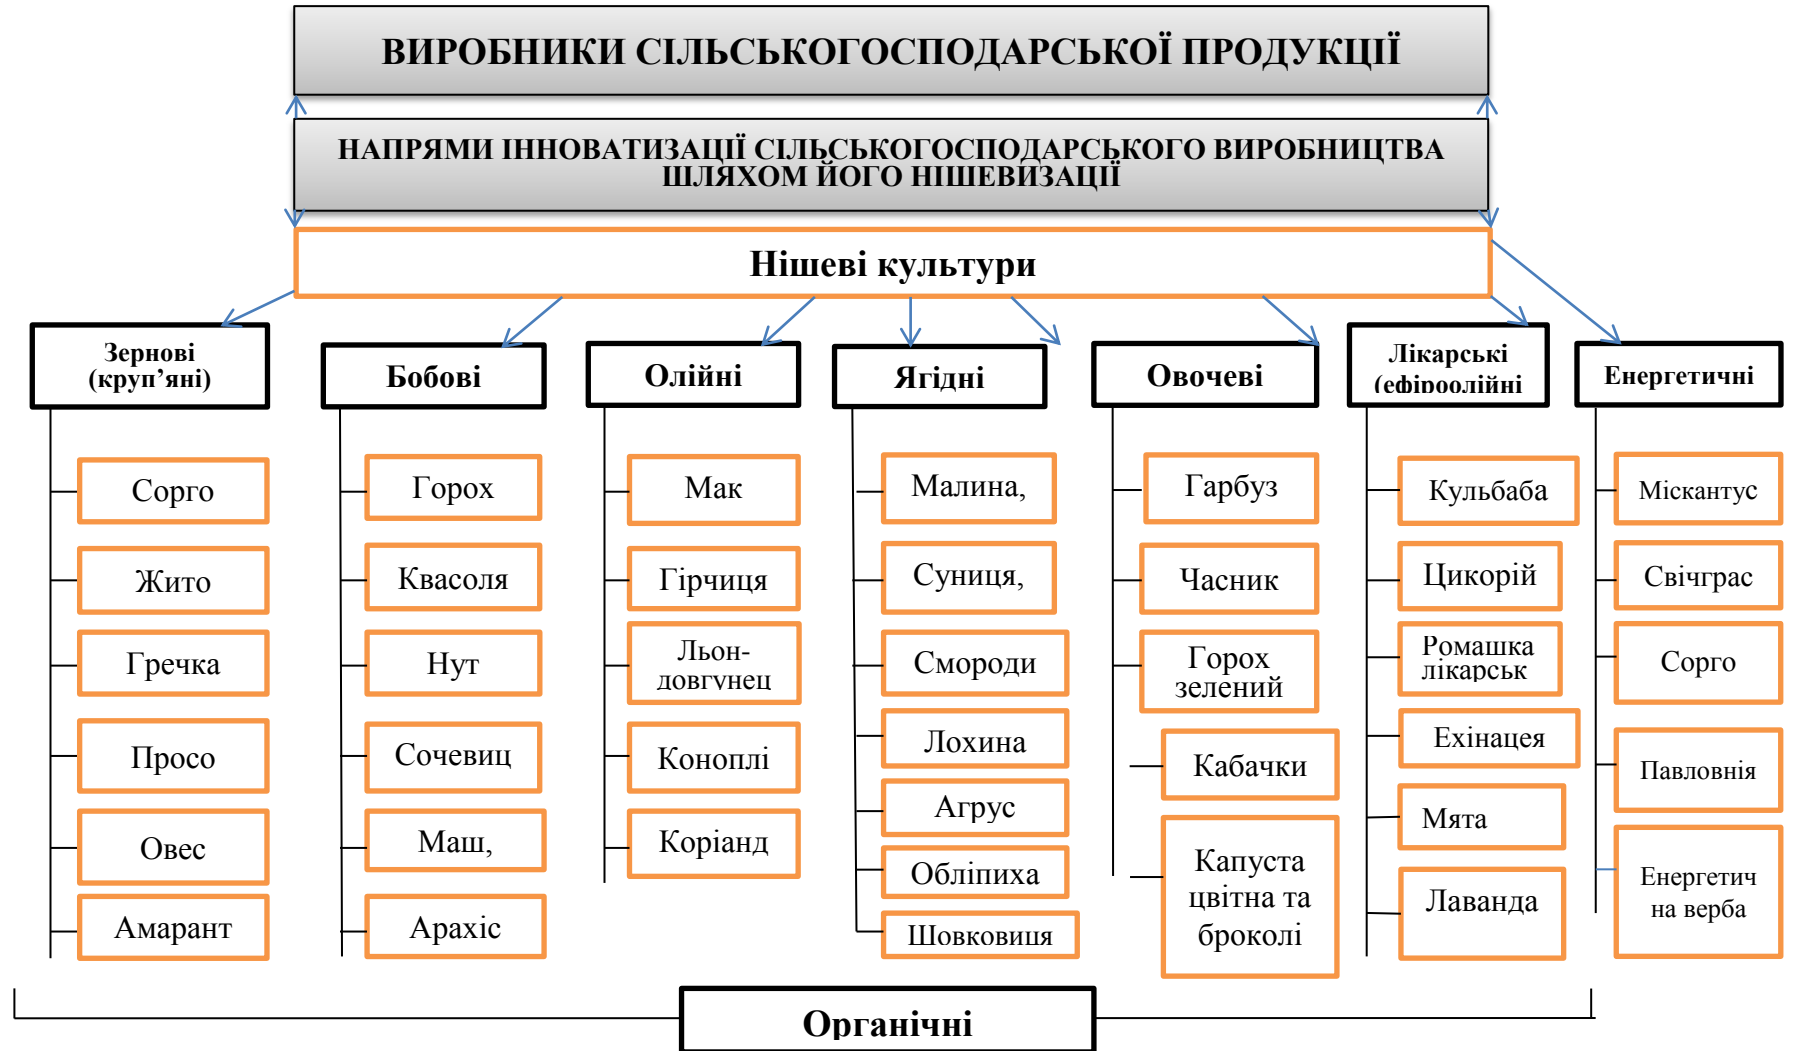 ВИРОБНИКИ СІЛЬСЬКОГОСПОДАРСЬКОЇ ПРОДУКЦІЇ
НАПРЯМИ ІННОВАТИЗАЦІЇ СІЛЬСЬКОГОСПОДАРСЬКОГО ВИРОБНИЦТВА
ШЛЯХОМ ЙОГО НІШЕВИЗАЦІЇ
Нішеві культури
Зернові
(круп’яні)
Сорго
Жито
Гречка
Просо
Овес
Амарант
Бобові
Горох
Квасоля
Нут
Сочевиц
Маш,
Арахіс
Олійні
Мак
Гірчиця
Льон-
довгунец
Коноплі
Коріанд
Ягідні
Малина,
Суниця,
Смороди
Лохина
Агрус
Обліпиха
Шовковиця
Овочеві
Гарбуз
Часник
Горох
зелений
Кабачки
Капуста
цвітна та
броколі
Лікарські
(ефіроолійні
Кульбаба
Цикорій
Ромашка
лікарськ
Ехінацея
Мята
Лаванда
Енергетичні
Міскантус
Свічграс
Сорго
Павловнія
Енергетич
на верба
Органічні